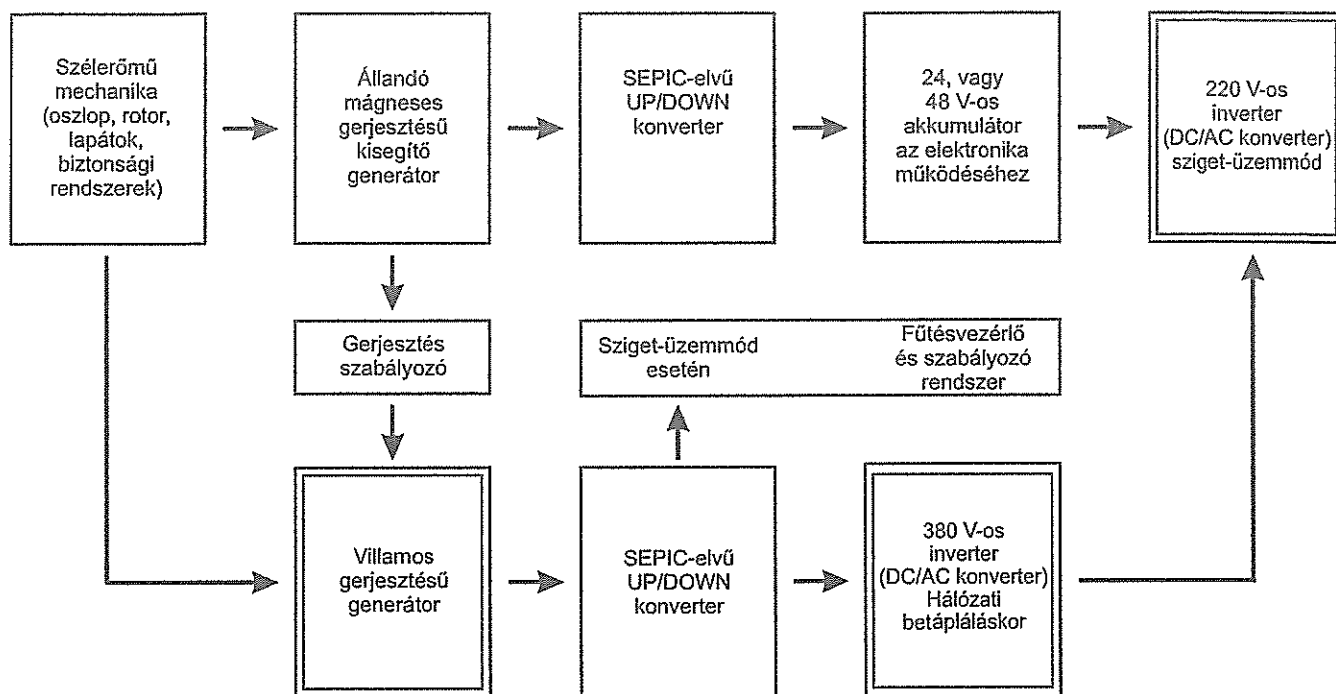 Szélerőmű
mechanika
(oszlop, rotor,
lapátok,
biztonsági
rendszerek)
Állandó
mágneses
gerjesztésű
kisegítő
generátor
SEPIC-elvű
UP/DOWN
konverter
24, vagy
48 V-os
akkumulátor
az elektronika
működéséhez
220 V-os
inverter
(DC/AC konverter)
sziget-üzemmód
Gerjesztés
szabályozó
Sziget-üzemmód
esetén
Fűtésvezérlő
és szabályozó
rendszer
Villamos
gerjesztésű
generátor
SEPIC-elvű
UP/DOWN
konverter
380 V-os
inverter
(DC/AC konverter)
Hálózati
betápláláskor